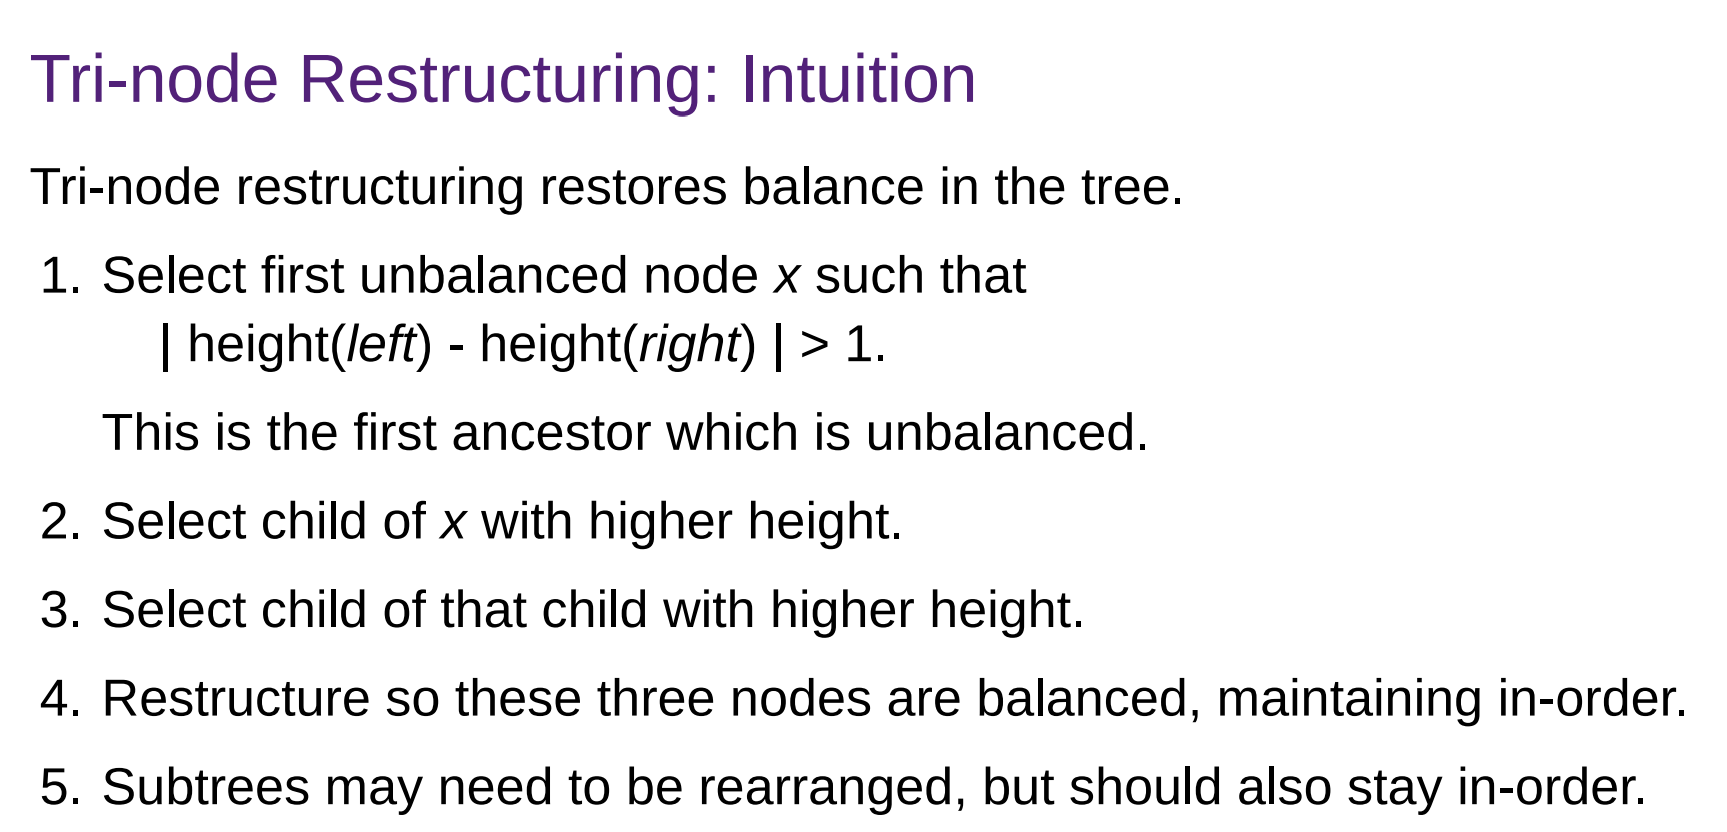 Tri-node Restructuring: Intuition
Tri-node restructuring restores balance in the tree.
1. Select first unbalanced node x such that
| height(left) - height(right) | > 1.
This is the first ancestor which is unbalanced.
2. Select child of x with higher height.
3. Select child of that child with higher height.
4. Restructure so these three nodes are balanced, maintaining in-order.
5. Subtrees may need to be rearranged, but should also stay in-order.